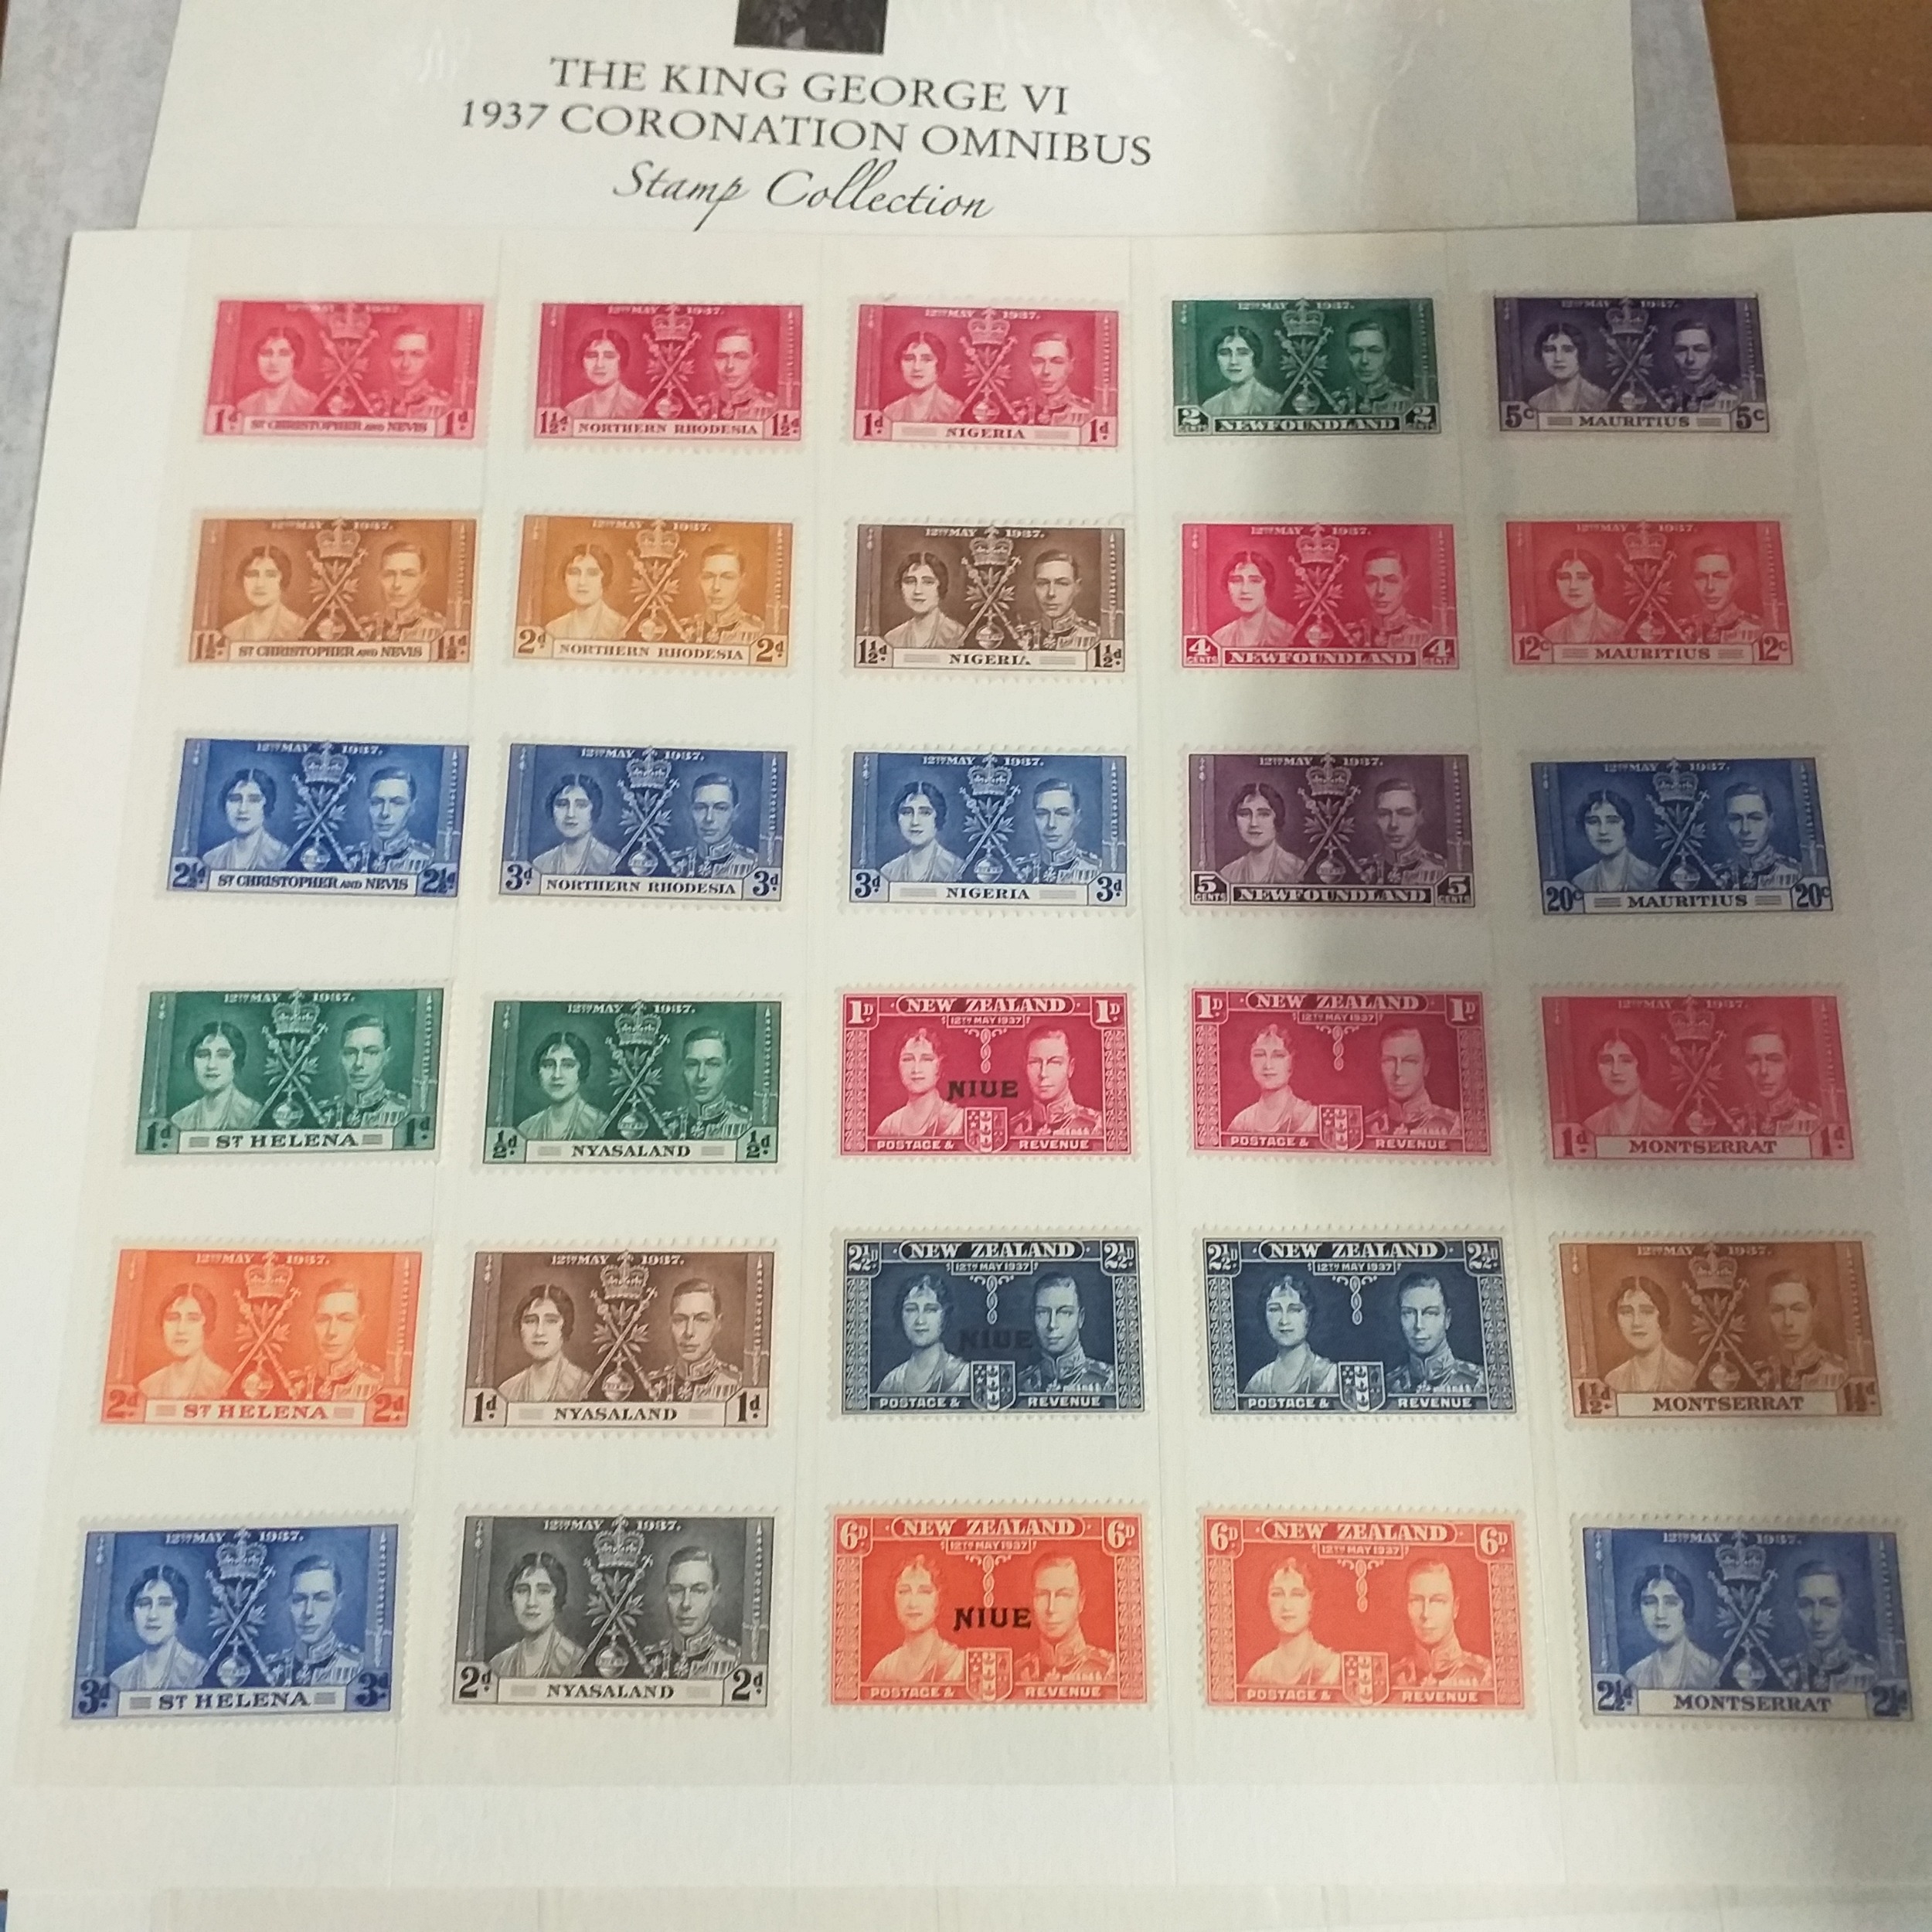 THE KING GEORGE VI
1937 CORONATION OMNIBUS
Stamp Collection
12TH MAY 1937.
1d ST CHRISTOPHER AND NEVIS 1d
12TH MAY 1937.
1½d NORTHERN RHODESIA 1½d
12TH MAY 1937.
1d NIGERIA 1d
12TH MAY 1937.
2 CENTS NEWFOUNDLAND 2 CENTS
12TH MAY 1937.
5c MAURITIUS 5c
12TH MAY 1937.
1½d ST CHRISTOPHER AND NEVIS 1½d
12TH MAY 1937.
2d NORTHERN RHODESIA 2d
12TH MAY 1937.
1½d NIGERIA 1½d
12TH MAY 1937.
4 CENTS NEWFOUNDLAND 4 CENTS
12TH MAY 1937.
12c MAURITIUS 12c
12TH MAY 1937.
2½d ST CHRISTOPHER AND NEVIS 2½d
12TH MAY 1937.
3d NORTHERN RHODESIA 3d
12TH MAY 1937.
3d NIGERIA 3d
12TH MAY 1937.
5 CENTS NEWFOUNDLAND 5 CENTS
12TH MAY 1937.
20c MAURITIUS 20c
12TH MAY 1937.
1d ST HELENA 1d
12TH MAY 1937.
½d NYASALAND ½d
1D NEW ZEALAND 1D
12TH MAY 1937
NIUE
POSTAGE & REVENUE
1D NEW ZEALAND 1D
12TH MAY 1937
POSTAGE & REVENUE
12TH MAY 1937.
1d MONTSERRAT 1d
12TH MAY 1937.
2d ST HELENA 2d
12TH MAY 1937.
1d NYASALAND 1d
2½D NEW ZEALAND 2½D
12TH MAY 1937
NIUE
POSTAGE & REVENUE
2½D NEW ZEALAND 2½D
12TH MAY 1937
POSTAGE & REVENUE
12TH MAY 1937.
1½d MONTSERRAT 1½d
12TH MAY 1937.
3d ST HELENA 3d
12TH MAY 1937.
2d NYASALAND 2d
6D NEW ZEALAND 6D
12TH MAY 1937
NIUE
POSTAGE & REVENUE
6D NEW ZEALAND 6D
12TH MAY 1937
POSTAGE & REVENUE
12TH MAY 1937.
2½d MONTSERRAT 2½d